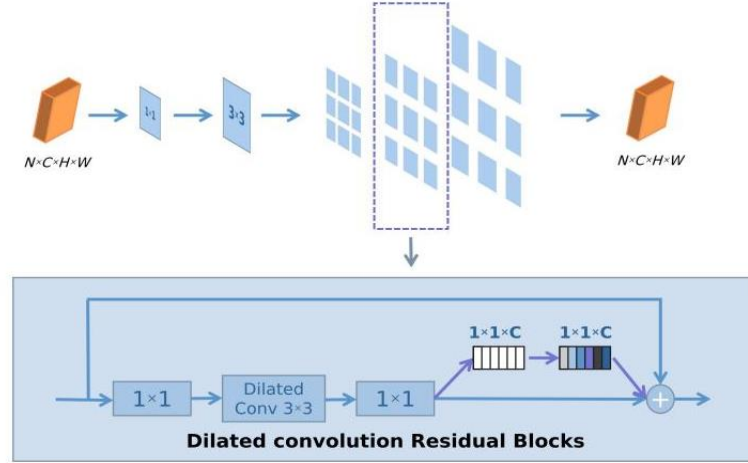 1×1
3×3
N×C×H×W
N×C×H×W
1×1×C
1×1×C
1×1
Dilated
Conv 3×3
1×1
+
Dilated convolution Residual Blocks